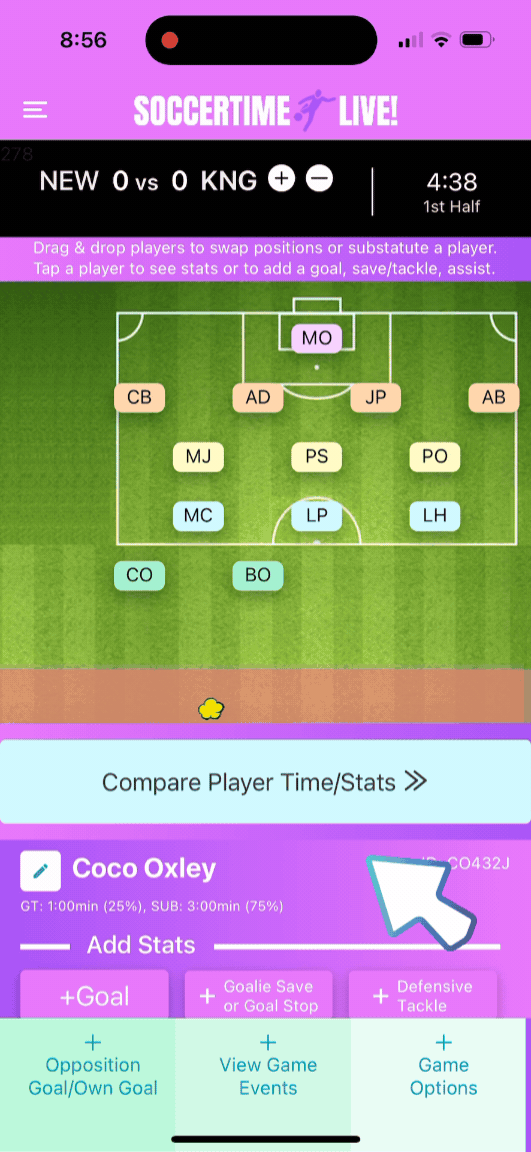 8:56
SOCCERTIME LIVE!
278
NEW 0 vs 0 KNG
4:38
1st Half
Drag & drop players to swap positions or substatute a player.
Tap a player to see stats or to add a goal, save/tackle, assist.
MO
CB AD JP AB
MJ PS PO
MC LP LH
CO BO
Compare Player Time/Stats
Coco Oxley
CO432J
GT: 1:00min (25%), SUB: 3:00min (75%)
Add Stats
+Goal
+ Goalie Save
or Goal Stop
+ Defensive
Tackle
+
Opposition
Goal/Own Goal
+
View Game
Events
+
Game
Options